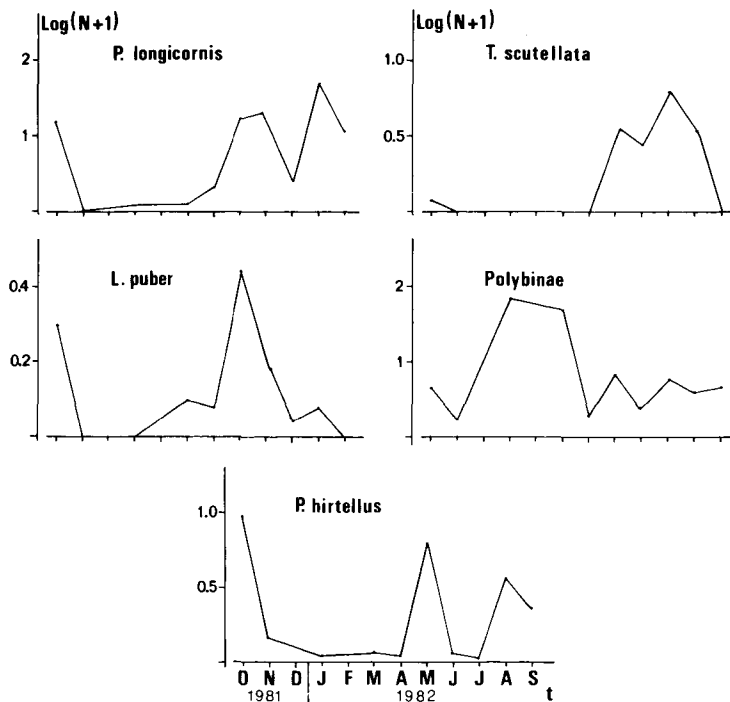 Log(N+1)
P. longicornis
2
1
Log(N+1)
T. scutellata
1.0
0.5
L. puber
0.4
0.2
Polybinae
2
1
P. hirtellus
1.0
0.5
O N D J F M A M J J A S
1981 1982 t